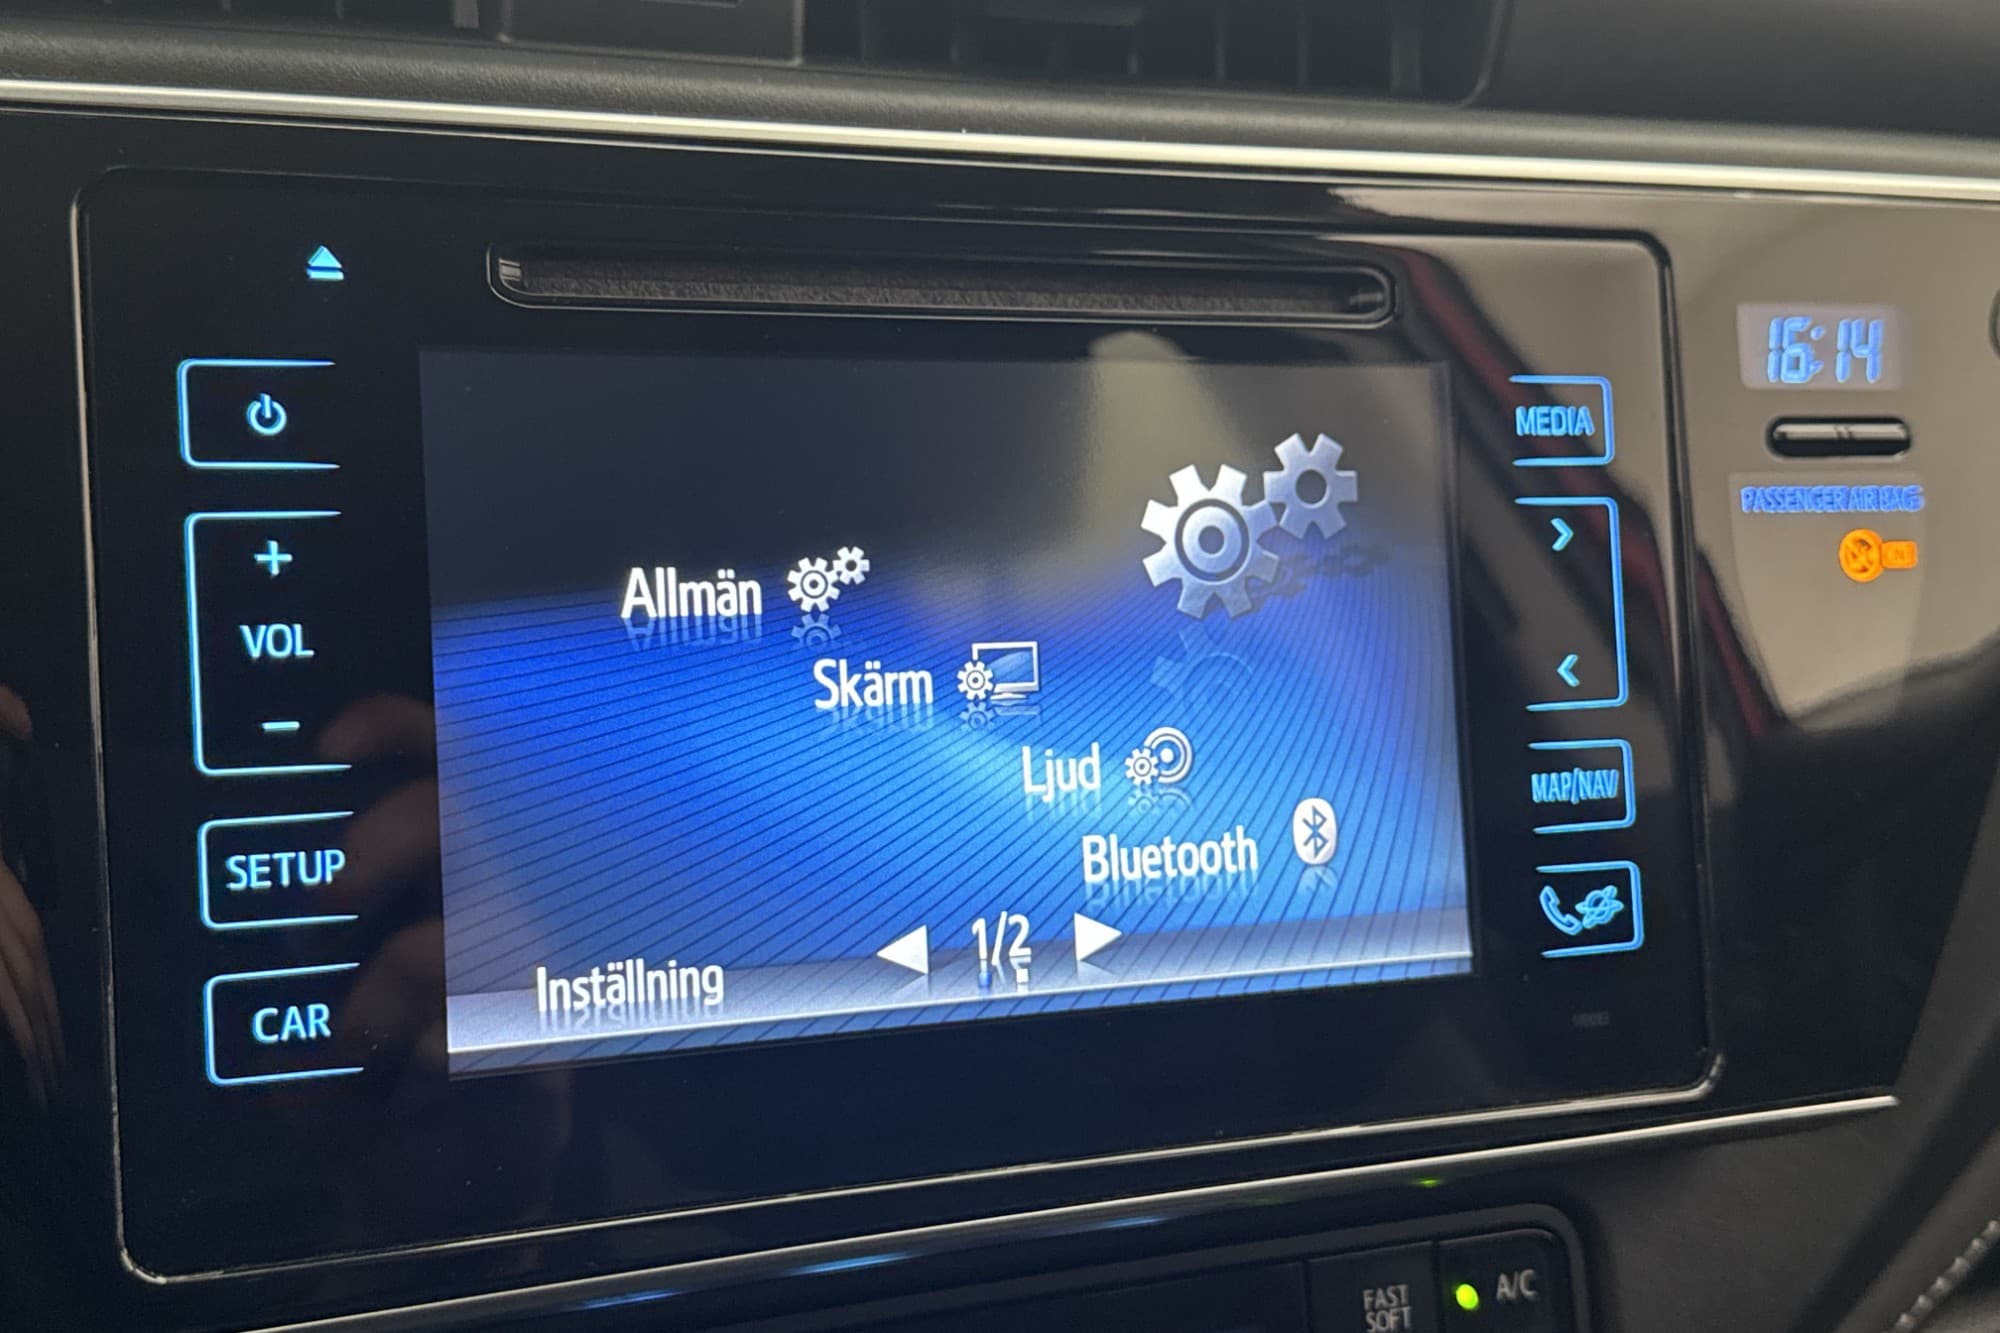 16:14
MEDIA
PASSENGER AIR BAG
VOL
Allmän
Skärm
Ljud
Bluetooth
MAP/NAV
SETUP
1/2
Inställning
CAR
FAST
SOFT
A/C